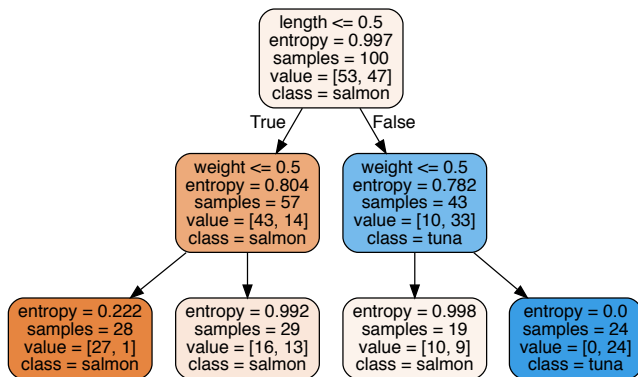 length <= 0.5
entropy = 0.997
samples = 100
value = [53, 47]
class = salmon
True
False
weight <= 0.5
entropy = 0.804
samples = 57
value = [43, 14]
class = salmon
weight <= 0.5
entropy = 0.782
samples = 43
value = [10, 33]
class = tuna
entropy = 0.222
samples = 28
value = [27, 1]
class = salmon
entropy = 0.992
samples = 29
value = [16, 13]
class = salmon
entropy = 0.998
samples = 19
value = [10, 9]
class = salmon
entropy = 0.0
samples = 24
value = [0, 24]
class = tuna